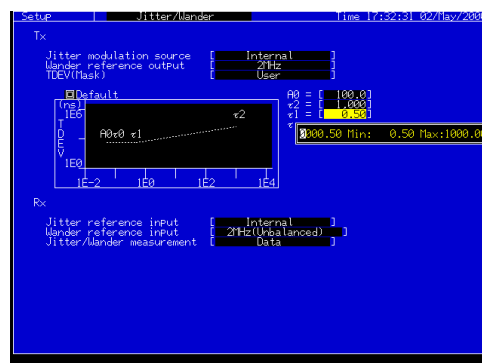 Setup Jitter/Wander Time 17:32:31 02/May/200
Tx
Jitter modulation source [ Internal ]
Wander reference output [ 2MHz ]
TDEV(Mask) [ User ]
Default
A0 = [ 100.0]
(ns)
τ2 = [ 1.000]
1E6 τ2
τ1 = [ 0.50]
TDEV
A0τ0 τ1
τ
0000.50 Min: 0.50 Max:1000.0
1E0
1E-2 1E0 1E2 1E4
Rx
Jitter reference input [ Internal ]
Wander reference input [ 2MHz(Unbalanced) ]
Jitter/Wander measurement [ Data ]